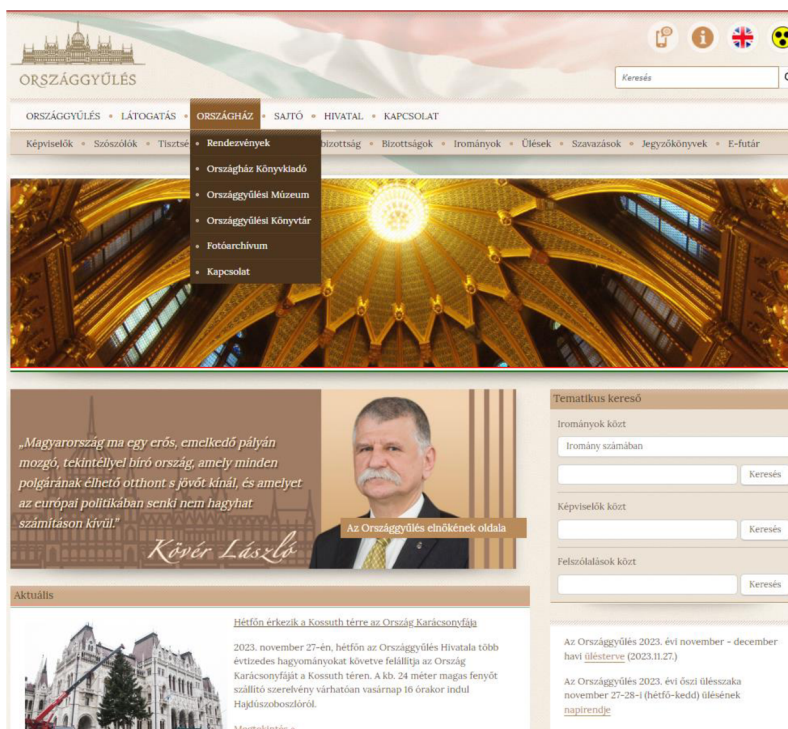 ORSZÁGGYŰLÉS
Keresés
ORSZÁGGYŰLÉS • LÁTOGATÁS • ORSZÁGHÁZ • SAJTÓ • HIVATAL • KAPCSOLAT
Képviselők • Szószólók • Tisztsé
bizottság • Bizottságok • Irományok • Ülések • Szavazások • Jegyzőkönyvek • E-futár
Rendezvények
Országház Könyvkiadó
Országgyűlési Múzeum
Országgyűlési Könyvtár
Fotóarchívum
Kapcsolat
„Magyarország ma egy erős, emelkedő pályán
mozgó, tekintéllyel bíró ország, amely minden
polgárának élhető otthont s jövőt kínál, és amelyet
az európai politikában senki nem hagyhat
számításon kívül."
Kövér László
Az Országgyűlés elnökének oldala
Tematikus kereső
Irományok közt
Iromány számában
Keresés
Képviselők közt
Keresés
Felszólalások közt
Keresés
Aktuális
Hétfőn érkezik a Kossuth térre az Ország Karácsonyfája
2023. november 27-én, hétfőn az Országgyűlés Hivatala több
évtizedes hagyományokat követve felállítja az Ország
Karácsonyfáját a Kossuth téren. A kb. 24 méter magas fenyőt
szállító szerelvény várhatóan vasárnap 16 órakor indul
Hajdúszoboszlóról.
Megtekintés »
Az Országgyűlés 2023. évi november - december
havi ülésterve (2023.11.27.)
Az Országgyűlés 2023. évi őszi ülésszaka
november 27-28-i (hétfő-kedd) ülésének
napirendje